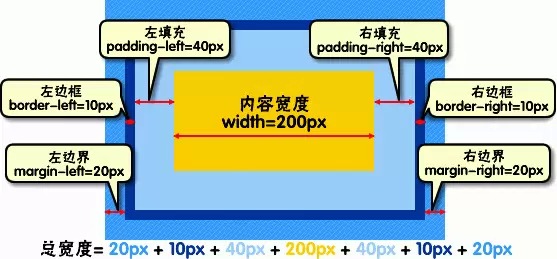 左填充
padding-left=40px
右填充
padding-right=40px
左边框
border-left=10px
内容宽度
width=200px
右边框
border-right=10px
左边界
margin-left=20px
右边界
margin-right=20px
总宽度= 20px + 10px + 40px + 200px + 40px + 10px + 20px